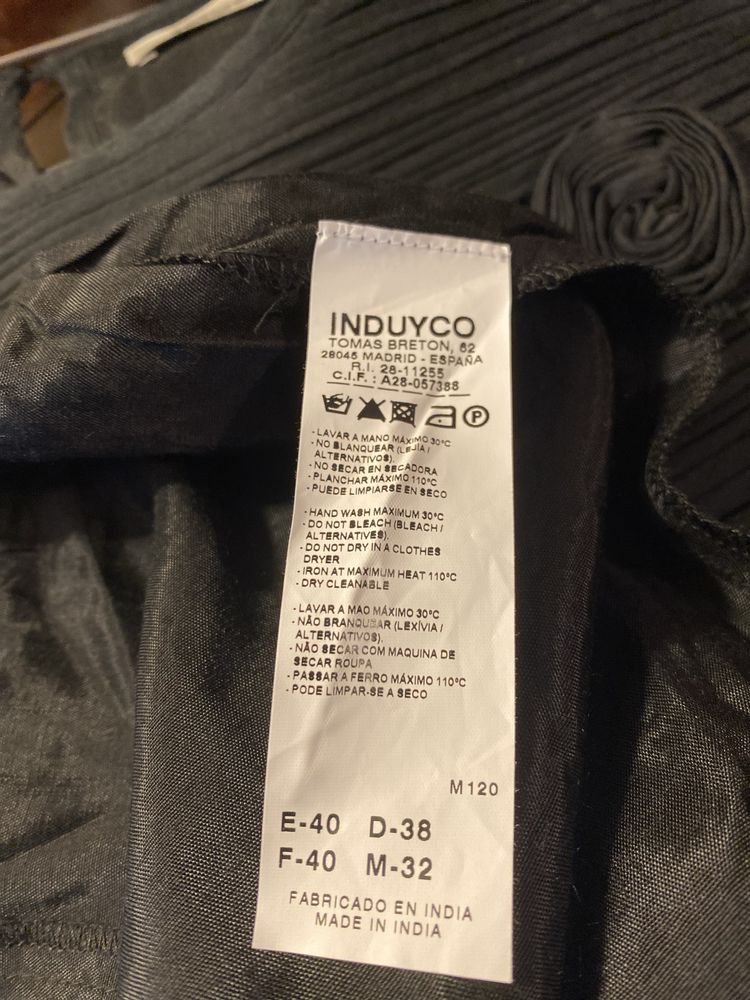 INDUYCO
TOMAS BRETON, 62
28045 MADRID - ESPAÑA
R.I. 28-11255
C.I.F. : A28-057388
P
- LAVAR A MANO MÁXIMO 30ºC
- NO BLANQUEAR (LEJIA /
ALTERNATIVOS).
- NO SECAR EN SECADORA
- PLANCHAR MÁXIMO 110ºC
- PUEDE LIMPIARSE EN SECO
- HAND WASH MAXIMUM 30ºC
- DO NOT BLEACH (BLEACH /
ALTERNATIVES).
- DO NOT DRY IN A CLOTHES
DRYER
- IRON AT MAXIMUM HEAT 110ºC
- DRY CLEANABLE
- LAVAR A MAO MÁXIMO 30ºC
- NÃO BRANQUEAR (LEXÍVIA /
ALTERNATIVOS).
- NÃO SECAR COM MAQUINA DE
SECAR ROUPA
- PASSAR A FERRO MÁXIMO 110ºC
- PODE LIMPAR-SE A SECO
M120
E-40 D-38
F-40 M-32
FABRICADO EN INDIA
MADE IN INDIA